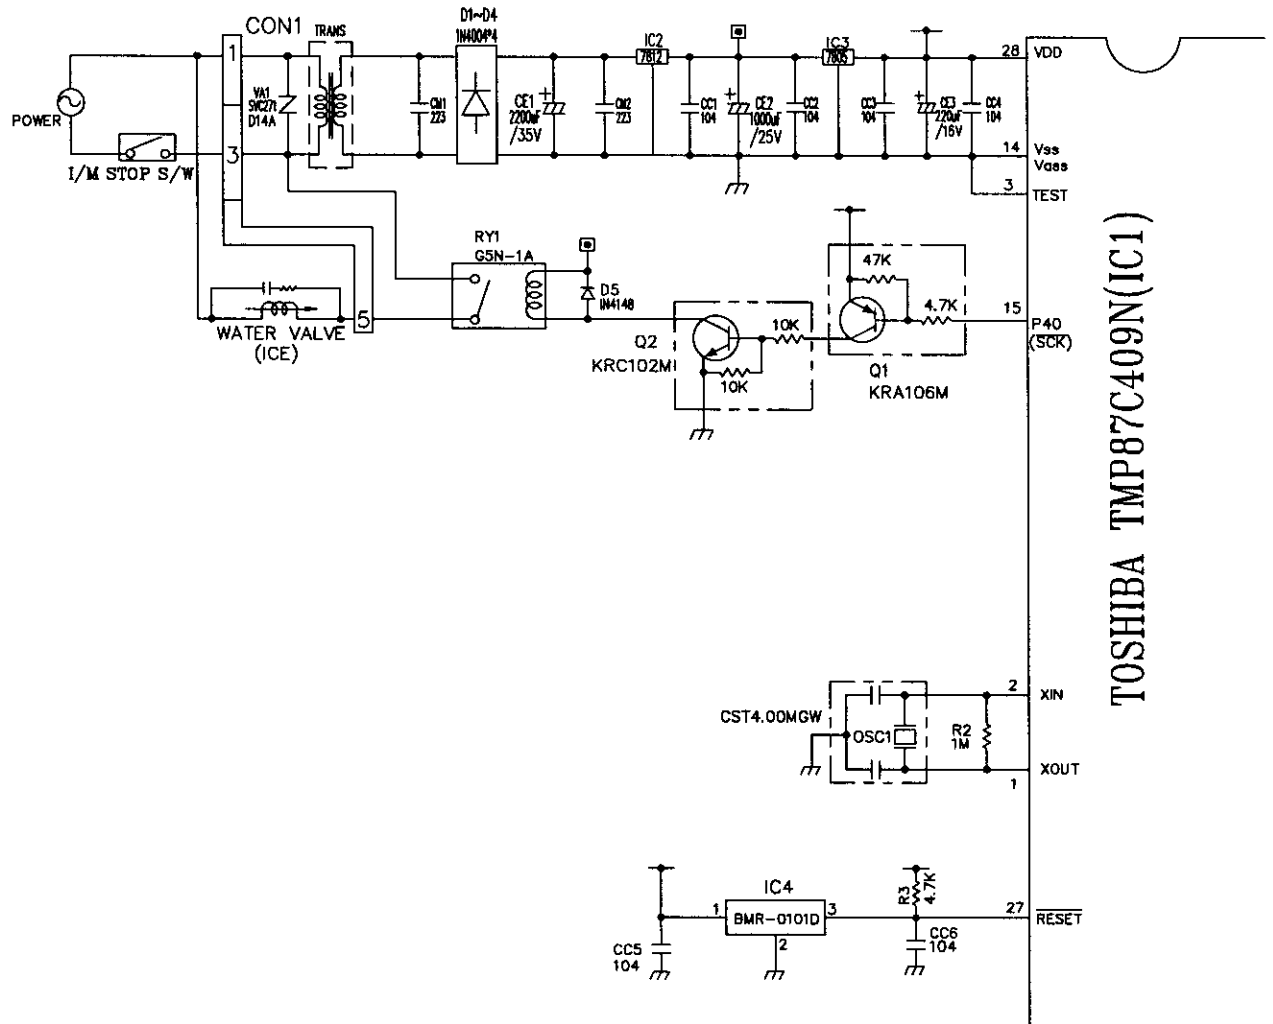 CON1
TRANS
D1~D4
1N4004*4
IC2
7812
IC3
7805
28
VDD
1
VA1
SVC271
D14A
CM1
223
CE1
2200uF
/35V
CM2
223
CC1
104
CE2
1000uF
/25V
CC2
104
CC3
104
CE3
220uF
/16V
CC4
104
POWER
3
I/M STOP S/W
14
Vss
Vass
3
TEST
RY1
G5N-1A
D5
IN4148
47K
4.7K
15
P40
(SCK)
5
WATER VALVE
(ICE)
Q2
KRC102M
10K
10K
Q1
KRA106M
TOSHIBA TMP87C409N(IC1)
2
XIN
CST4.00MGW
OSC1
R2
1M
XOUT
1
IC4
1
BMR-0101D
3
2
R3
4.7K
27
RESET
CC5
104
CC6
104